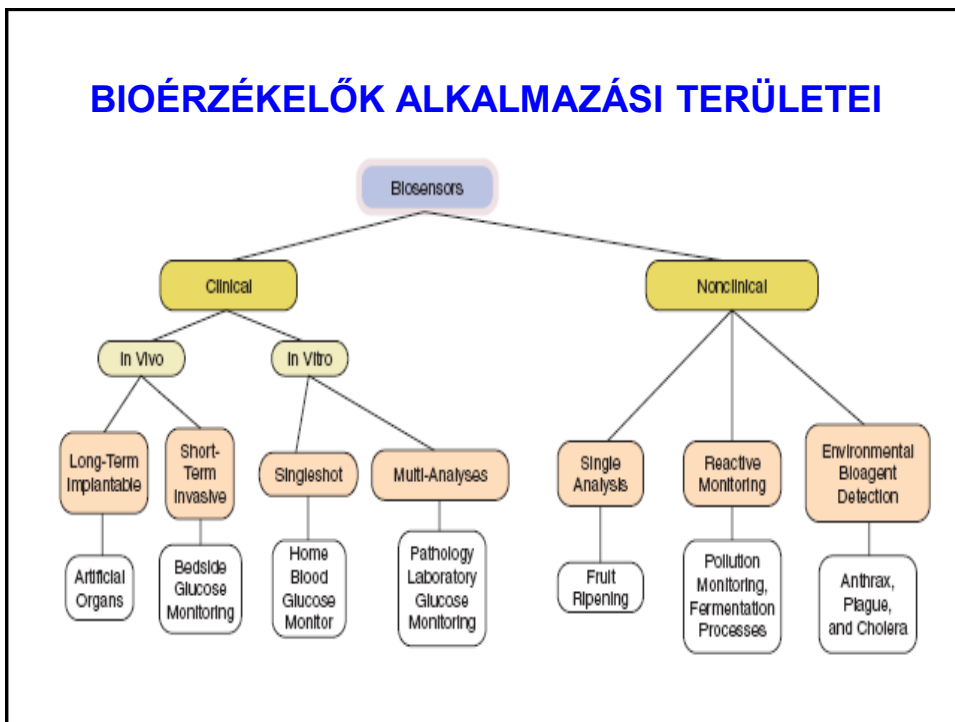 BIOÉRZÉKELŐK ALKALMAZÁSI TERÜLETEI
Biosensors
Clinical
Nonclinical
In Vivo
In Vitro
Long-Term
Implantable
Short-
Term
Invasive
Singleshot
Multi-Analyses
Single
Analysis
Reactive
Monitoring
Environmental
Bioagent
Detection
Artificial
Organs
Bedside
Glucose
Monitoring
Home
Blood
Glucose
Monitor
Pathology
Laboratory
Glucose
Monitoring
Fruit
Ripening
Pollution
Monitoring,
Fermentation
Processes
Anthrax,
Plague,
and Cholera